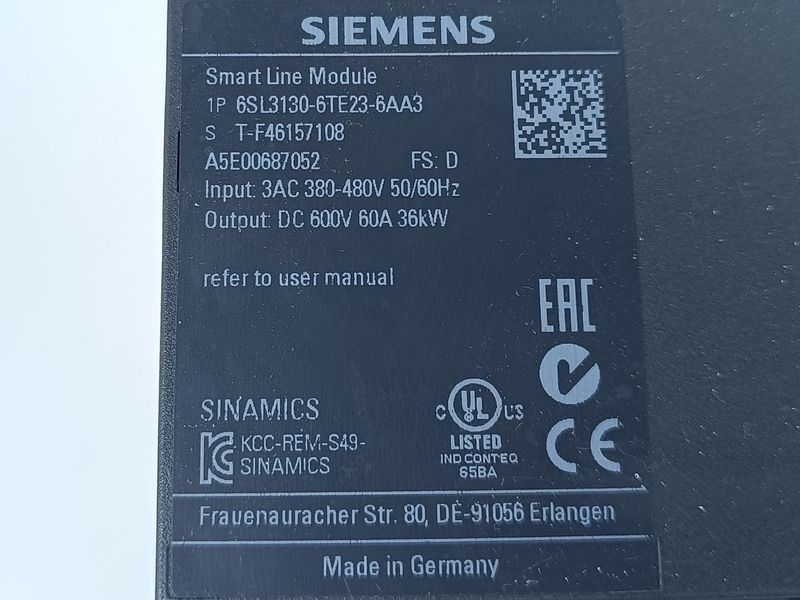 SIEMENS
Smart Line Module
1P 6SL3130-6TE23-6AA3
S T-F46157108
A5E00687052 FS: D
Input: 3AC 380-480V 50/60Hz
Output: DC 600V 60A 36kW
refer to user manual
EAC
SINAMICS
C UL US
LISTED
IND CONT EQ
65BA
KCC-REM-S49-
SINAMICS
CE
Frauenauracher Str. 80, DE-91056 Erlangen
Made in Germany